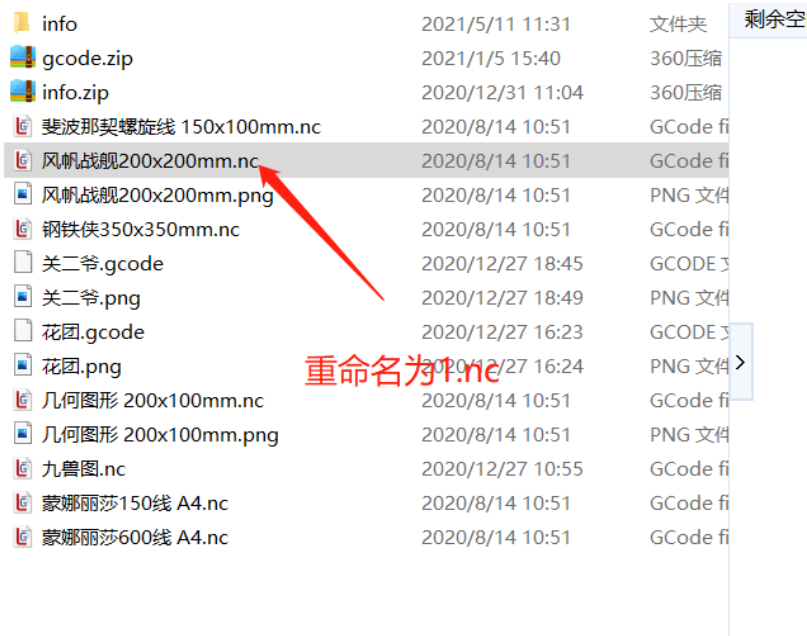 info 2021/5/11 11:31 文件夹 剩余空
gcode.zip 2021/1/5 15:40 360压缩
info.zip 2020/12/31 11:04 360压缩
斐波那契螺旋线 150x100mm.nc 2020/8/14 10:51 GCode fi
风帆战舰200x200mm.nc 2020/8/14 10:51 GCode fi
风帆战舰200x200mm.png 2020/8/14 10:51 PNG 文件
钢铁侠350x350mm.nc 2020/8/14 10:51 GCode fi
关二爷.gcode 2020/12/27 18:45 GCODE 文
关二爷.png 2020/12/27 18:49 PNG 文件
花团.gcode 2020/12/27 16:23 GCODE 文
花团.png 2020/12/27 16:24 PNG 文件
重命名为1.nc
几何图形 200x100mm.nc 2020/8/14 10:51 GCode fi
几何图形 200x100mm.png 2020/8/14 10:51 PNG 文件
九兽图.nc 2020/12/27 10:55 GCode fi
蒙娜丽莎150线 A4.nc 2020/8/14 10:51 GCode fi
蒙娜丽莎600线 A4.nc 2020/8/14 10:51 GCode fi